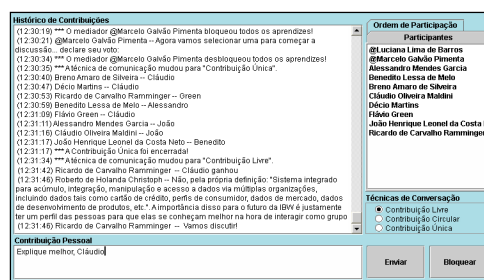 Histórico de Contribuições
(12:30:19) *** O mediador @Marcelo Galvão Pimenta bloqueou todos os aprendizes!
(12:30:21) @Marcelo Galvão Pimenta -- Agora vamos selecionar uma para começar a
discussão... declare seu voto:
(12:30:34) *** O mediador @Marcelo Galvão Pimenta desbloqueou todos os aprendizes!
(12:30:35) *** A técnica de comunicação mudou para "Contribuição Única".
(12:30:40) Breno Amaro de Silveira -- Cláudio
(12:30:47) Décio Martins -- Cláudio
(12:30:53) Ricardo de Carvalho Ramminger -- Green
(12:30:59) Benedito Lessa de Melo -- Alessandro
(12:31:09) Flávio Green -- Cláudio
(12:31:11) Alessandro Mendes Garcia -- João
(12:31:16) Cláudio Oliveira Maldini -- João
(12:31:17) João Henrique Leonel da Costa Neto -- Benedito
(12:31:17) *** A Contribuição Única foi encerrada!
(12:31:34) *** A técnica de comunicação mudou para "Contribuição Livre".
(12:31:42) Ricardo de Carvalho Ramminger -- Cláudio ganhou
(12:31:46) Roberto de Holanda Christoph -- Não, pela própria definição: "Sistema integrado
para acúmulo, integração, manipulação e acesso a dados via múltiplas organizações,
incluindo dados tais como cartão de crédito, perfis de consumidor, dados de mercado, dados
de desenvolvimento de produtos, etc.". A importância disso para o futuro da IBW é justamente
ter um perfil das pessoas para que elas se conheçam melhor na hora de interagir como grupo
(12:31:46) Ricardo de Carvalho Ramminger -- Vamos discutir!
Contribuição Pessoal
Explique melhor, Cláudio
Ordem de Participação
Participantes
@Luciana Lima de Barros
@Marcelo Galvão Pimenta
Alessandro Mendes Garcia
Benedito Lessa de Melo
Breno Amaro de Silveira
Cláudio Oliveira Maldini
Décio Martins
Flávio Green
João Henrique Leonel da Costa
Ricardo de Carvalho Ramminger
Técnicas de Conversação
Contribuição Livre
Contribuição Circular
Contribuição Única
Enviar
Bloquear